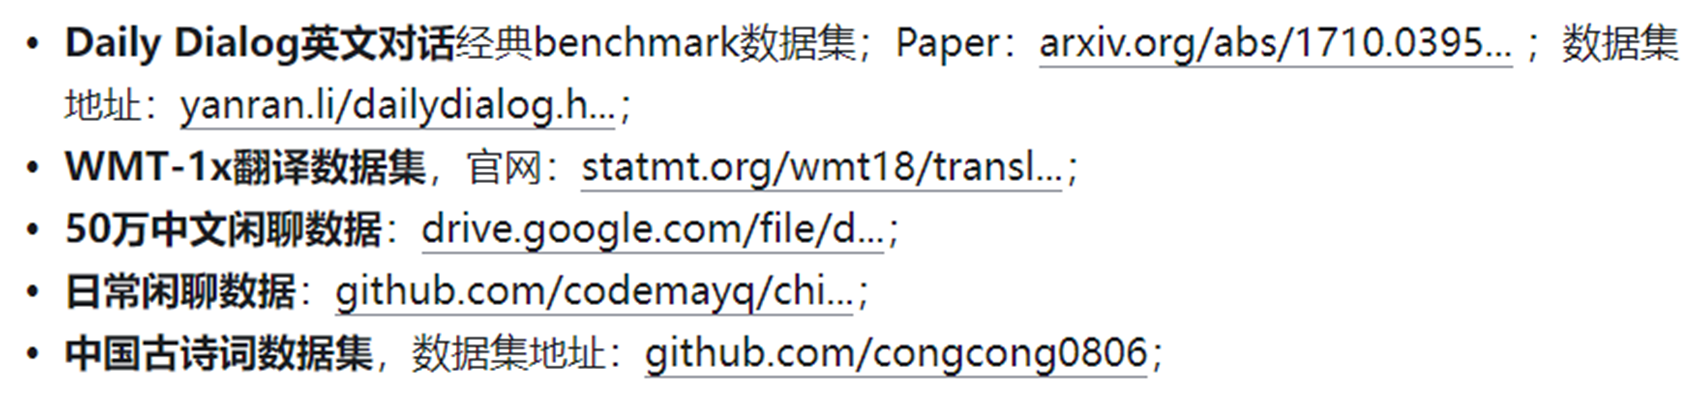 • Daily Dialog英文对话经典benchmark数据集；Paper：arxiv.org/abs/1710.0395... ；数据集
地址：yanran.li/dailydialog.h...；
• WMT-1x翻译数据集，官网：statmt.org/wmt18/transl...；
• 50万中文闲聊数据：drive.google.com/file/d...；
• 日常闲聊数据：github.com/codemayq/chi...；
• 中国古诗词数据集，数据集地址：github.com/congcong0806；